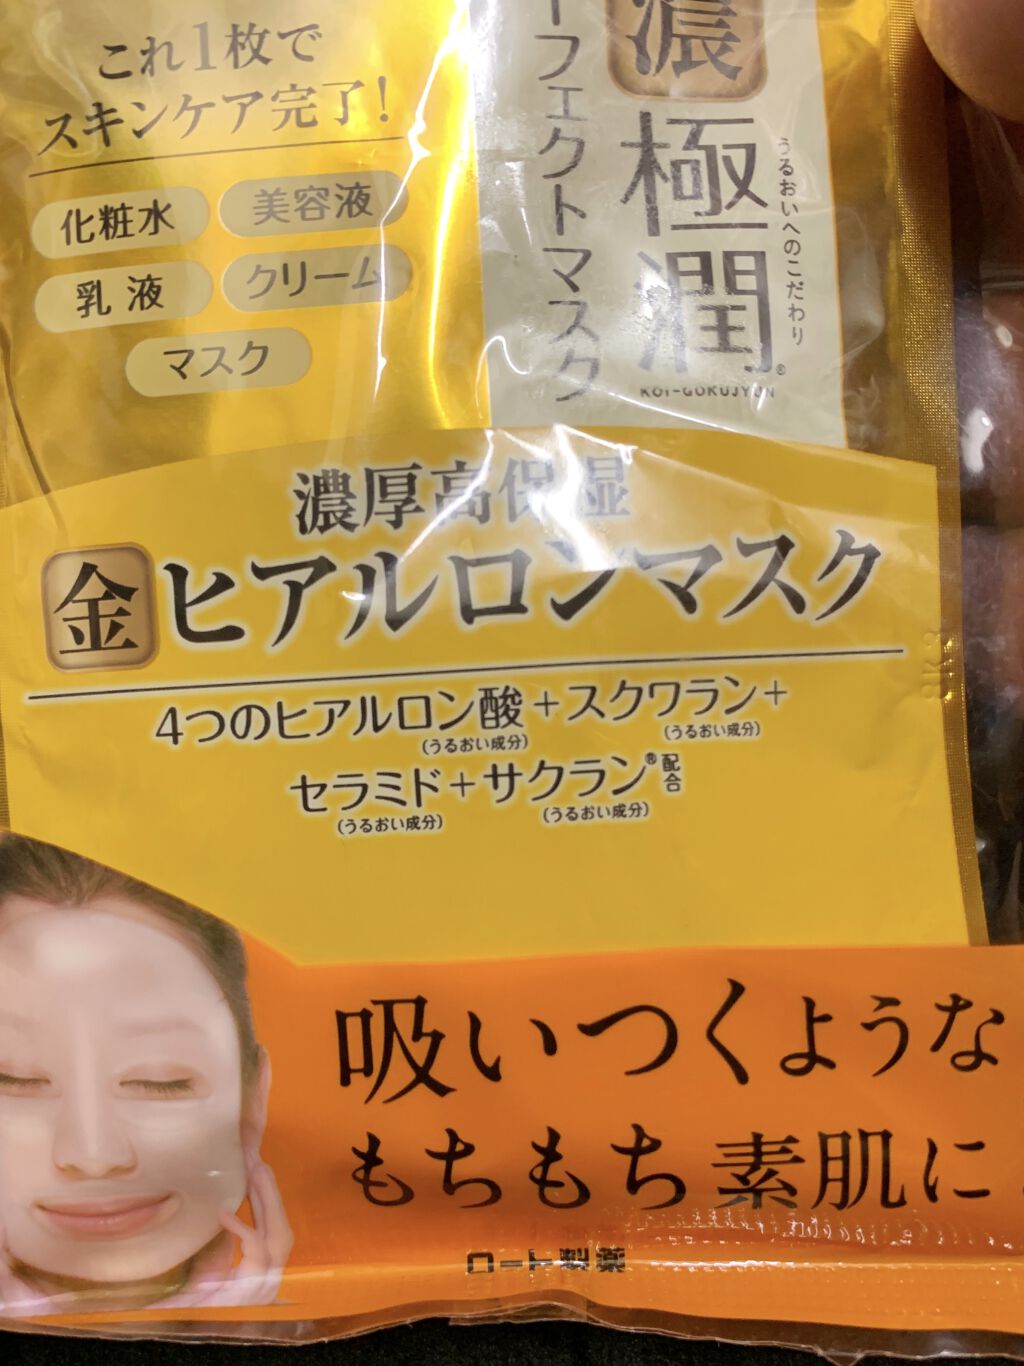 これ1枚で
スキンケア完了!
化粧水
美容液
乳液
クリーム
マスク
ーフェクトマスク
濃
極潤®
うるおいへのこだわり
KOI-GOKUJYUN
濃厚高保湿
金ヒアルロンマスク
4つのヒアルロン酸+スクワラン+
(うるおい成分) (うるおい成分)
セラミド+サクラン®配合
(うるおい成分) (うるおい成分)
吸いつくような
もちもち素肌に
ロート製薬